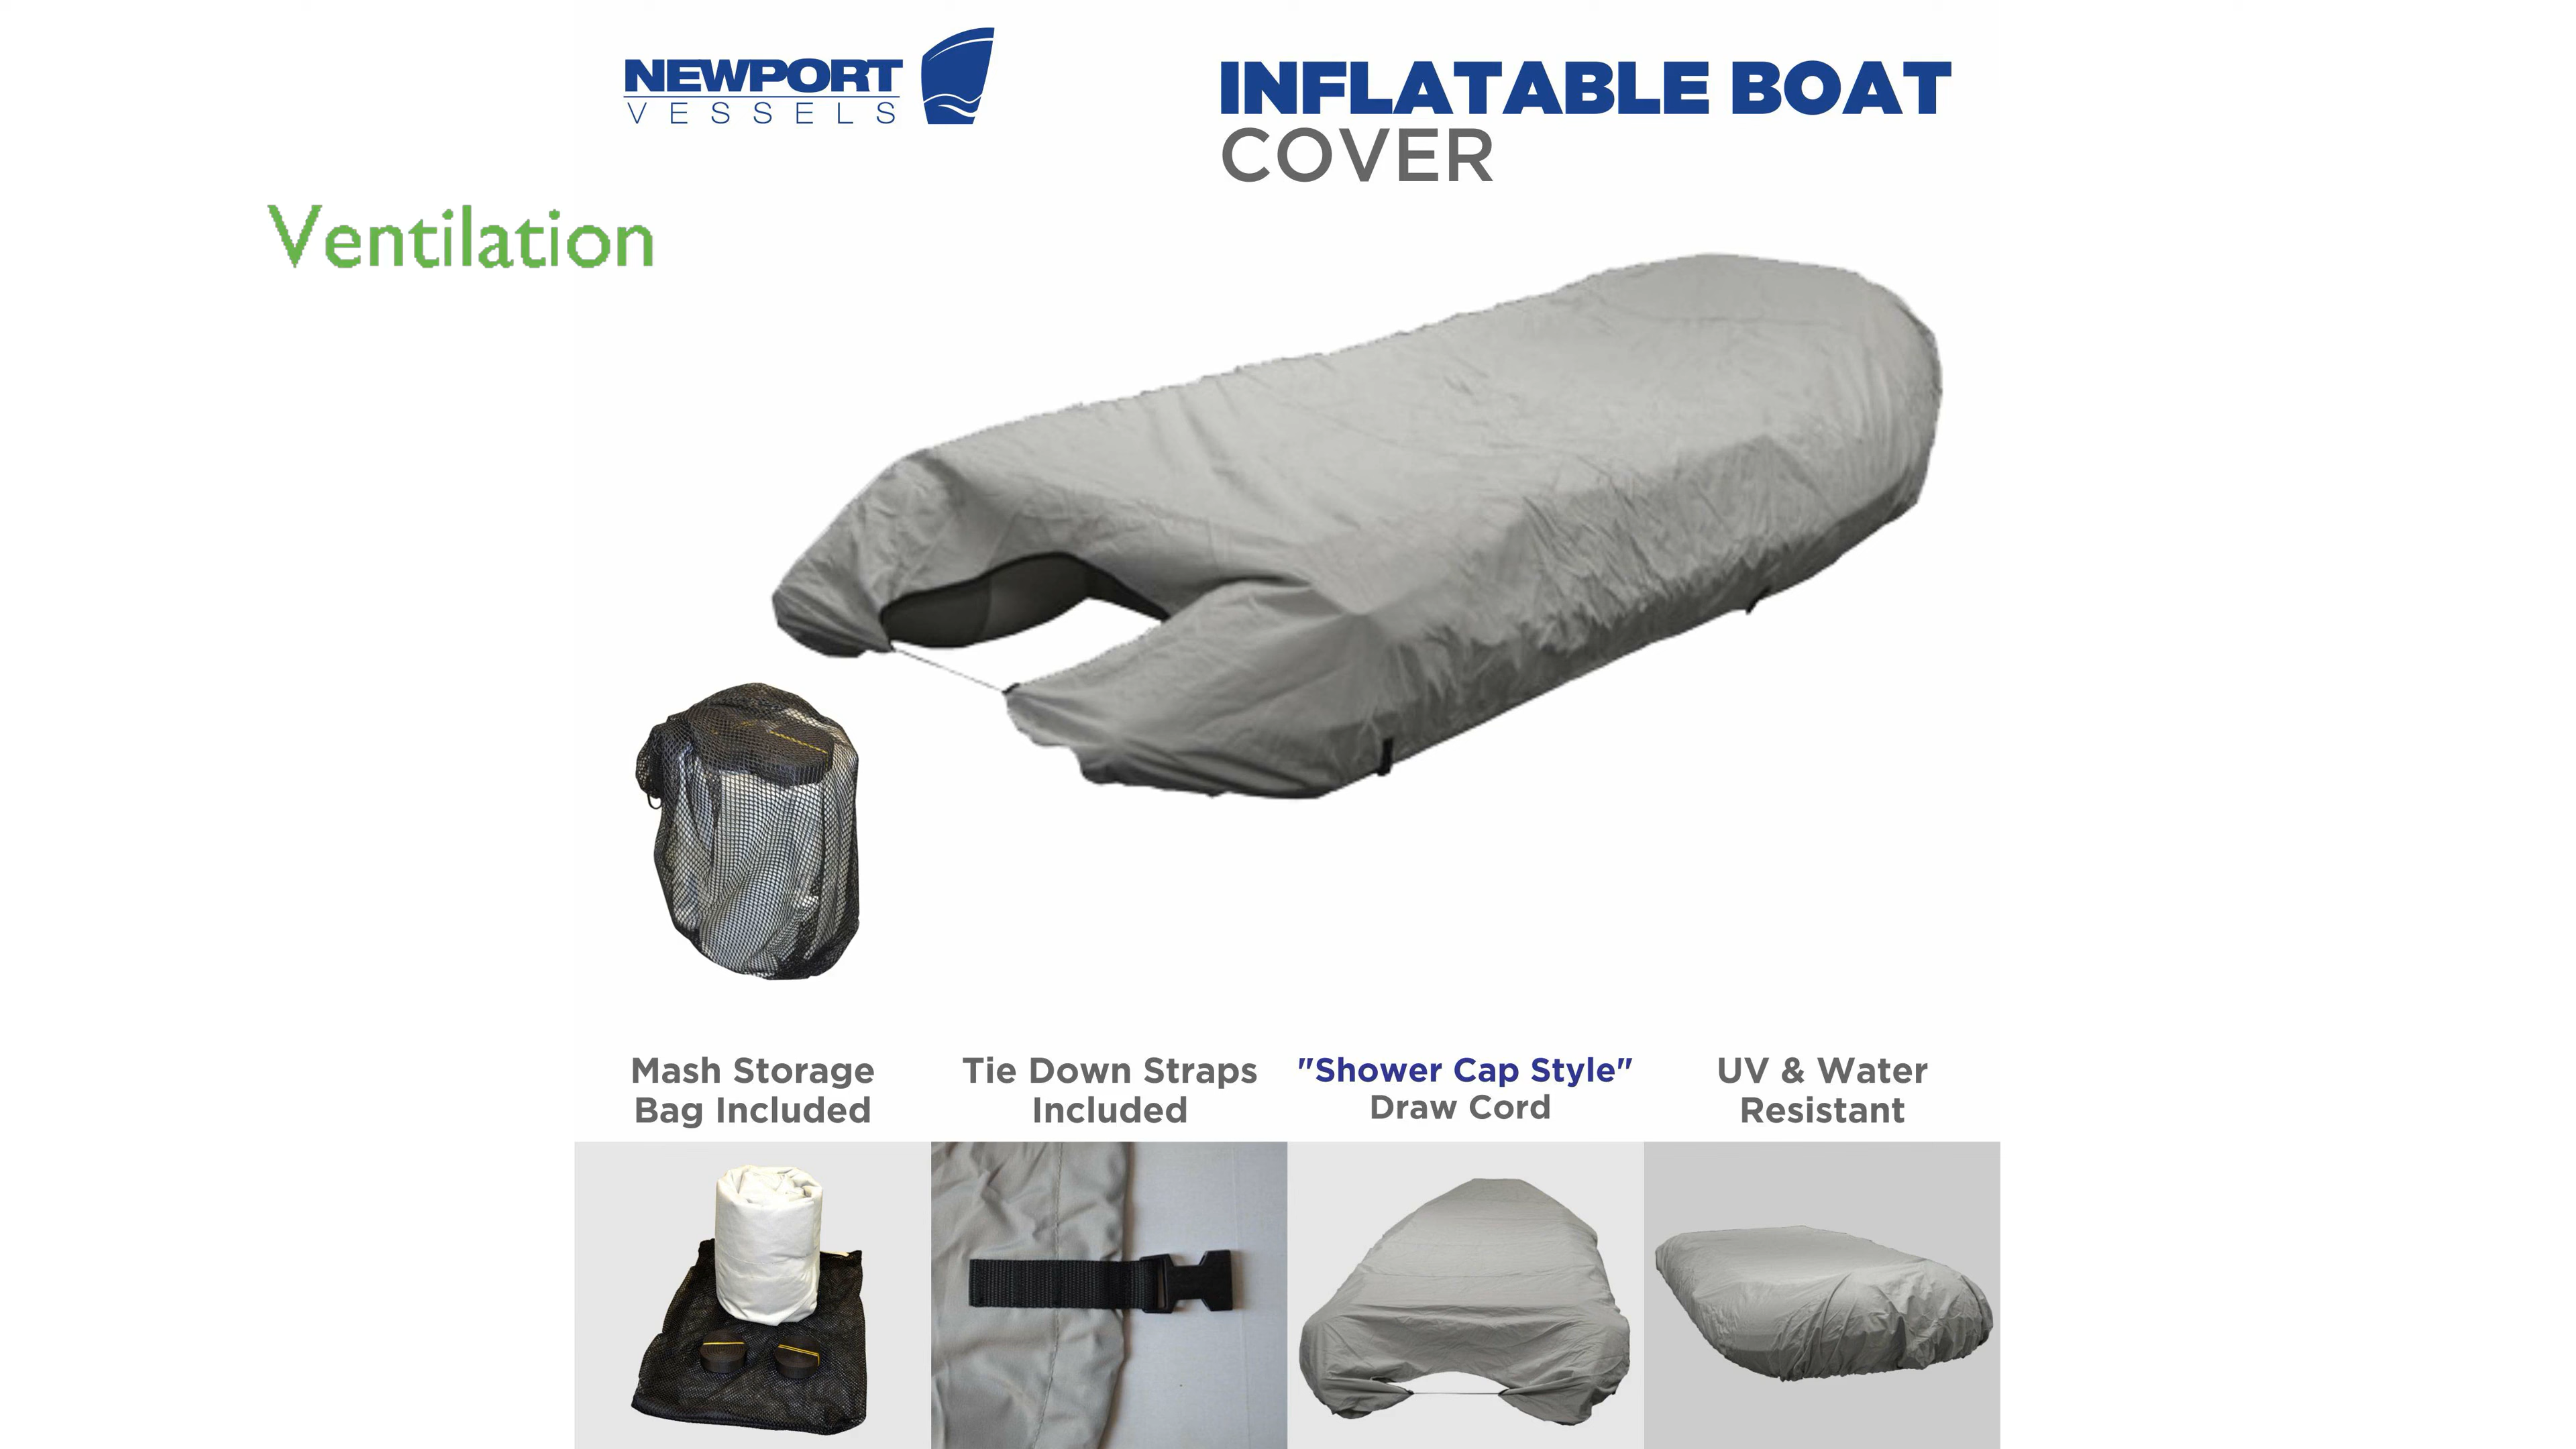 NEWPORT
VESSELS
INFLATABLE BOAT
COVER
Ventilation
Mash Storage
Bag Included
Tie Down Straps
Included
"Shower Cap Style"
Draw Cord
UV & Water
Resistant